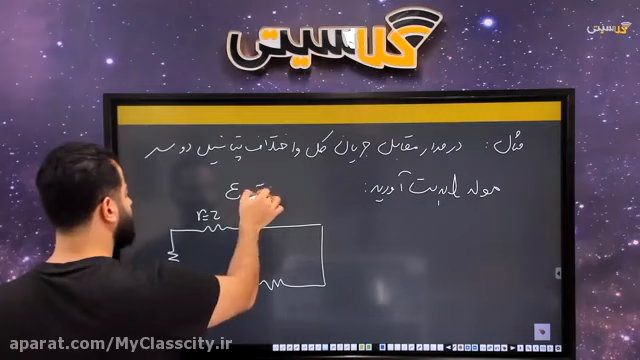 کلاسیتی
کلاسیتی
مثال: در مدار مقابل جریان کل و اختلاف پتانسیل دو سر
مولد را بدست آورید:
ε
r=2
aparat.com/MyClasscity.ir